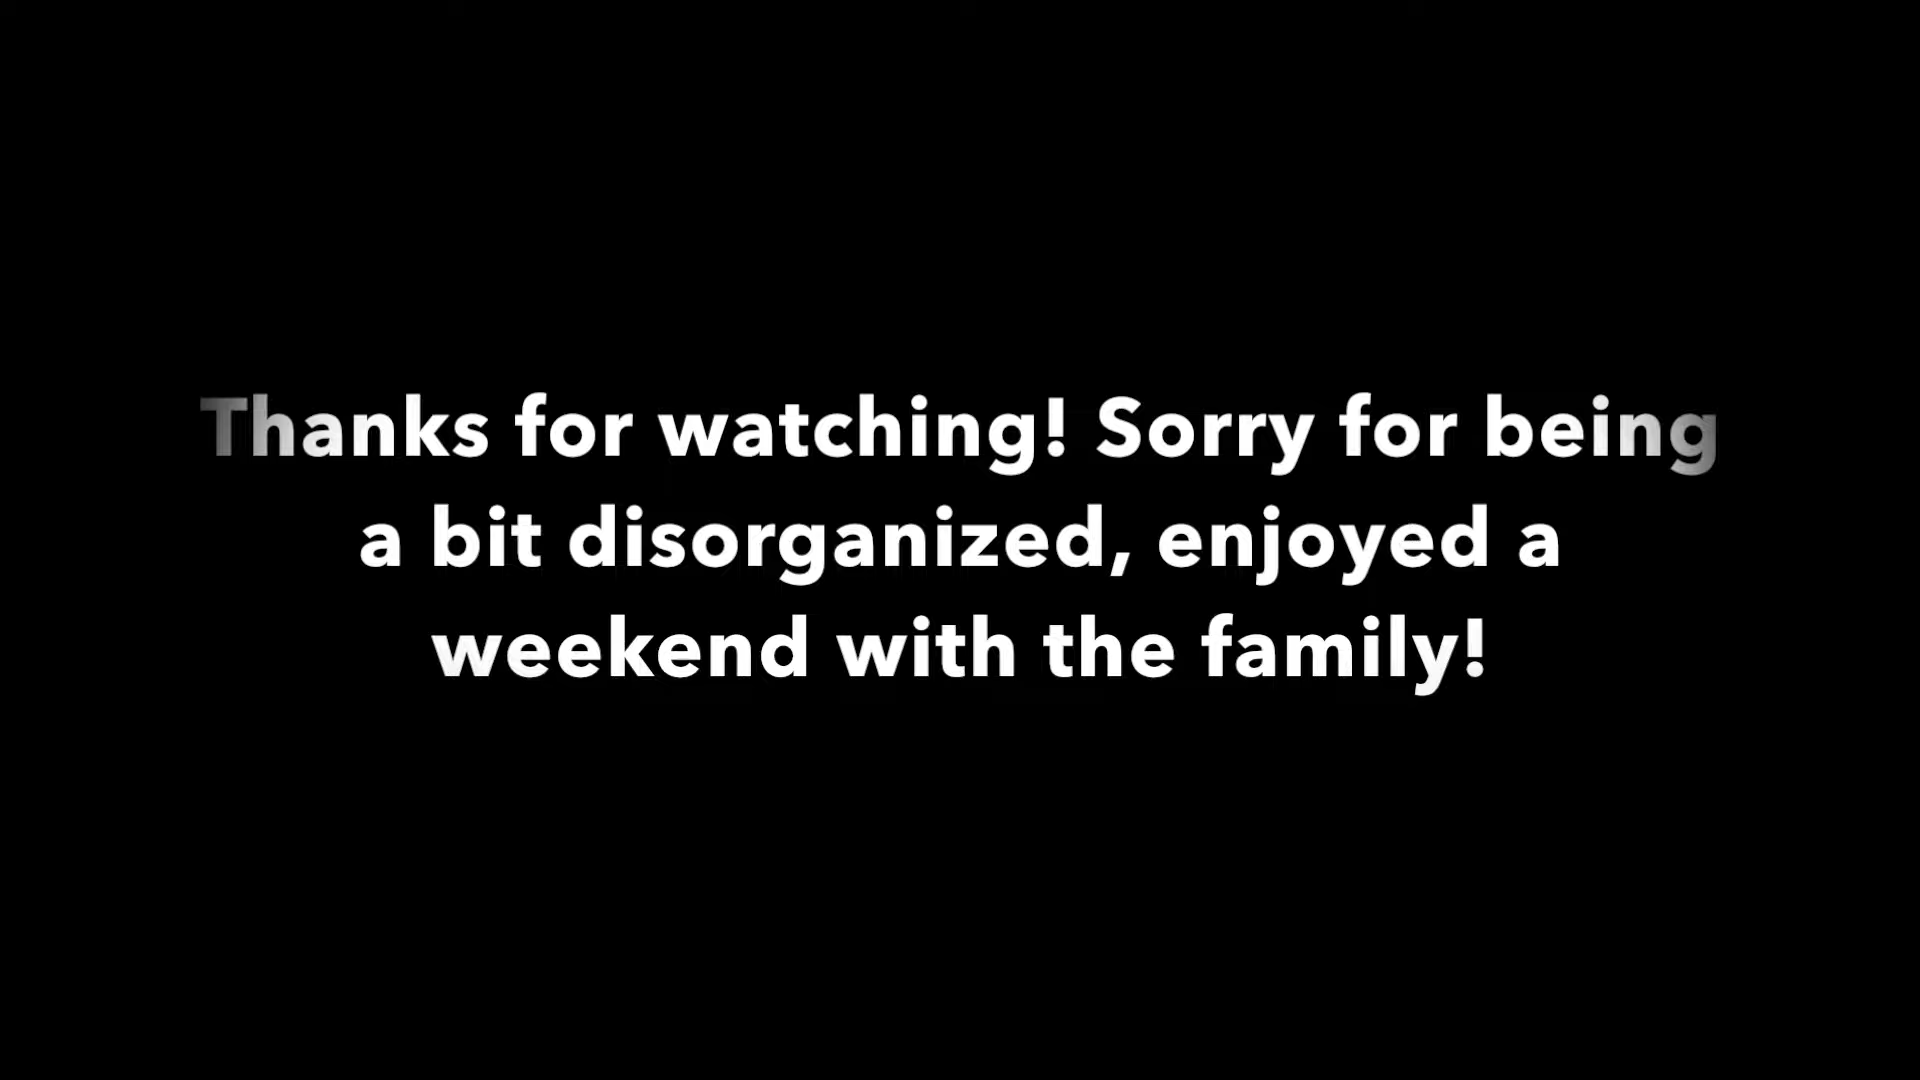 Thanks for watching! Sorry for being
a bit disorganized, enjoyed a
weekend with the family!